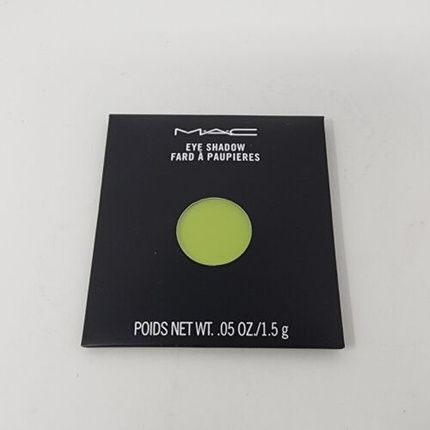 MAC
EYE SHADOW
FARD À PAUPIERES
POIDS NET WT. .05 OZ./1.5 g